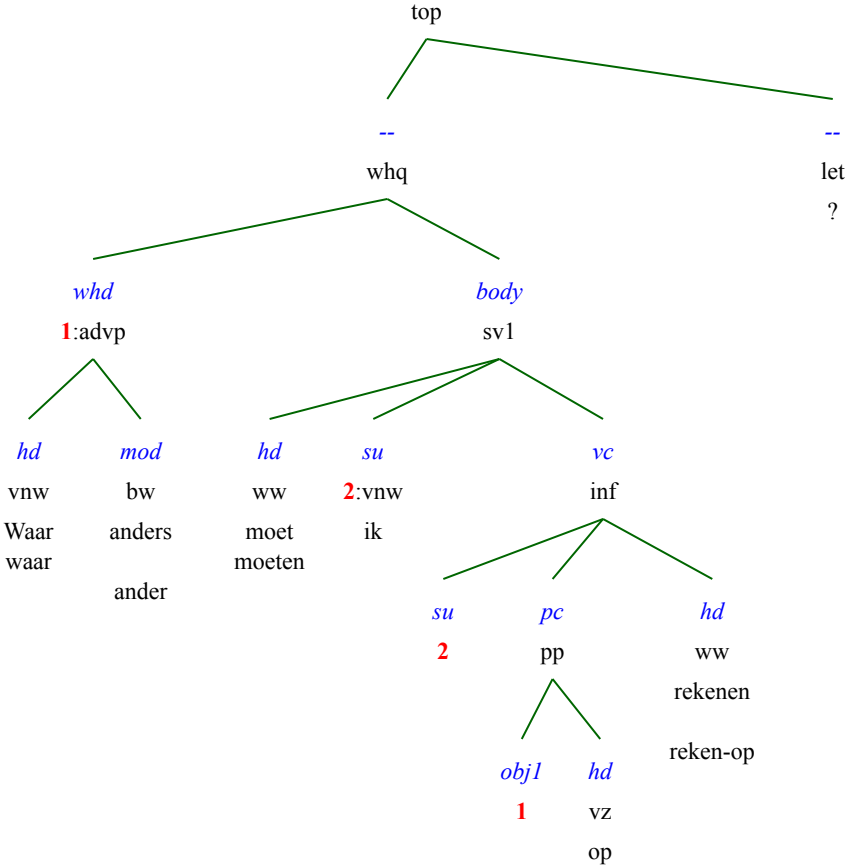 top
-- --
whq let
?
whd body
1:advp sv1
hd mod hd su vc
vnw bw ww 2:vnw inf
Waar anders moet ik
waar moeten
ander
su pc hd
2 pp ww
rekenen
reken-op
obj1 hd
1 vz
op